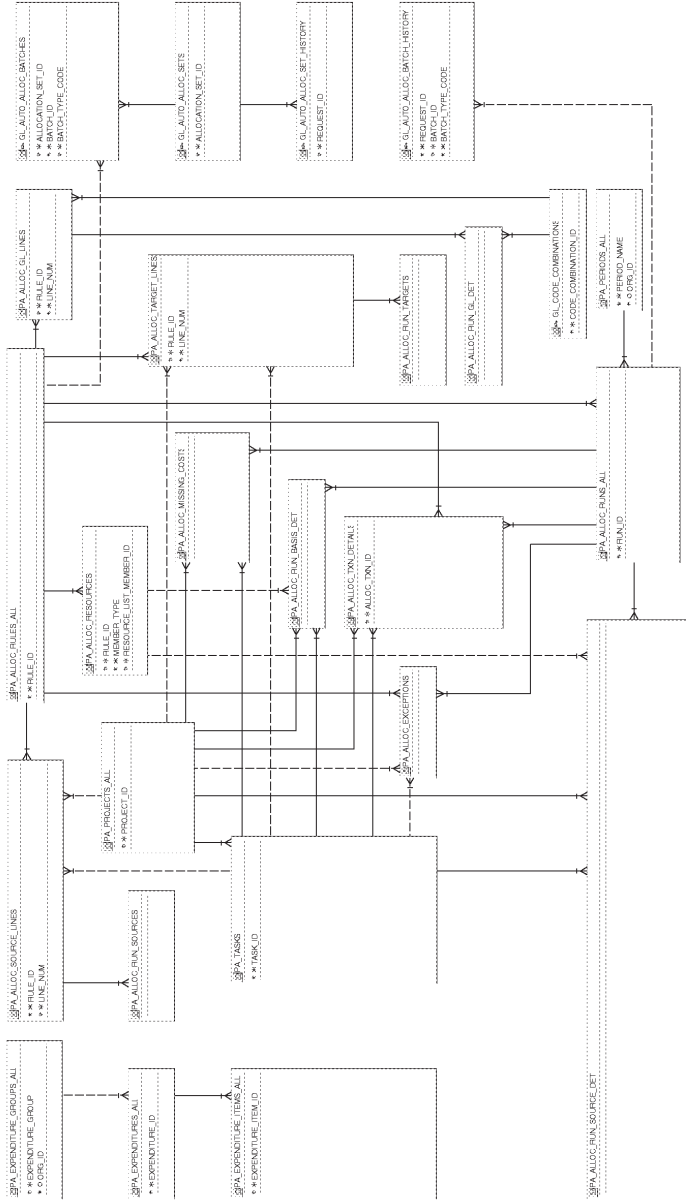 PA_EXPENDITURE_GROUPS_ALL
* EXPENDITURE_GROUP
ORG_ID
PA_EXPENDITURES_ALL
* EXPENDITURE_ID
PA_EXPENDITURE_ITEMS_ALL
* EXPENDITURE_ITEM_ID
PA_ALLOC_SOURCE_LINES
* RULE_ID
* LINE_NUM
PA_ALLOC_RUN_SOURCES
PA_TASKS
* TASK_ID
PA_ALLOC_RUN_SOURCE_DET
PA_ALLOC_RULES_ALL
* RULE_ID
PA_PROJECTS_ALL
* PROJECT_ID
PA_ALLOC_RESOURCES
* RULE_ID
* MEMBER_TYPE
* RESOURCE_LIST_MEMBER_ID
PA_ALLOC_EXCEPTIONS
PA_ALLOC_MISSING_COSTS
PA_ALLOC_RUN_BASIS_DET
PA_ALLOC_TXN_DETAILS
* ALLOC_TXN_ID
PA_ALLOC_RUNS_ALL
* RUN_ID
PA_ALLOC_GL_LINES
* RULE_ID
* LINE_NUM
PA_ALLOC_TARGET_LINES
* RULE_ID
* LINE_NUM
PA_ALLOC_RUN_TARGETS
PA_ALLOC_RUN_GL_DET
GL_CODE_COMBINATIONS
* CODE_COMBINATION_ID
PA_PERIODS_ALL
* PERIOD_NAME
ORG_ID
GL_AUTO_ALLOC_BATCHES
* ALLOCATION_SET_ID
* BATCH_ID
* BATCH_TYPE_CODE
GL_AUTO_ALLOC_SETS
* ALLOCATION_SET_ID
GL_AUTO_ALLOC_SET_HISTORY
* REQUEST_ID
GL_AUTO_ALLOC_BATCH_HISTORY
* REQUEST_ID
* BATCH_ID
* BATCH_TYPE_CODE